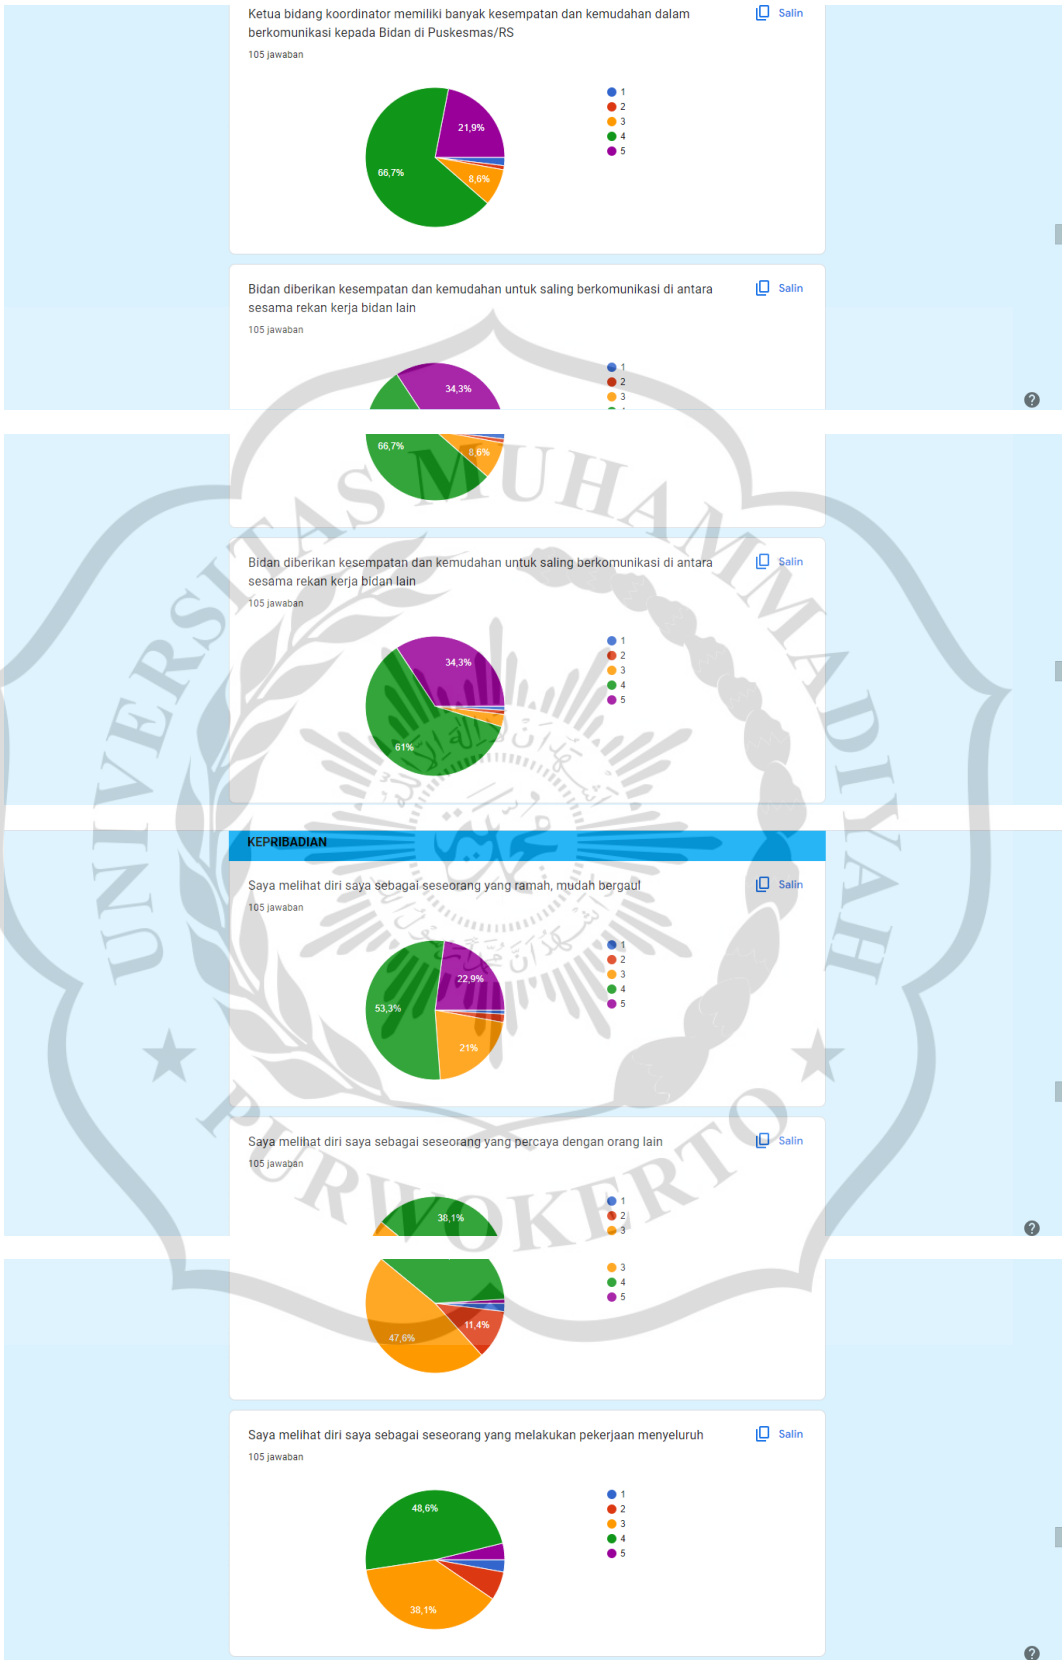 Ketua bidang koordinator memiliki banyak kesempatan dan kemudahan dalam
berkomunikasi kepada Bidan di Puskesmas/RS
Salin
105 jawaban
1
2
3
4
5
21,9%
66,7%
8,6%
Bidan diberikan kesempatan dan kemudahan untuk saling berkomunikasi di antara
sesama rekan kerja bidan lain
Salin
105 jawaban
1
2
3
34,3%
66,7%
8,6%
Bidan diberikan kesempatan dan kemudahan untuk saling berkomunikasi di antara
sesama rekan kerja bidan lain
Salin
105 jawaban
1
2
3
4
5
34,3%
61%
KEPRIBADIAN
Saya melihat diri saya sebagai seseorang yang ramah, mudah bergaul
Salin
105 jawaban
1
2
3
4
5
22,9%
53,3%
21%
Saya melihat diri saya sebagai seseorang yang percaya dengan orang lain
Salin
105 jawaban
1
2
3
38,1%
3
4
5
11,4%
47,6%
Saya melihat diri saya sebagai seseorang yang melakukan pekerjaan menyeluruh
Salin
105 jawaban
1
2
3
4
5
48,6%
38,1%
UNIVERSITAS MUHAMMADIYAH
PURWOKERTO